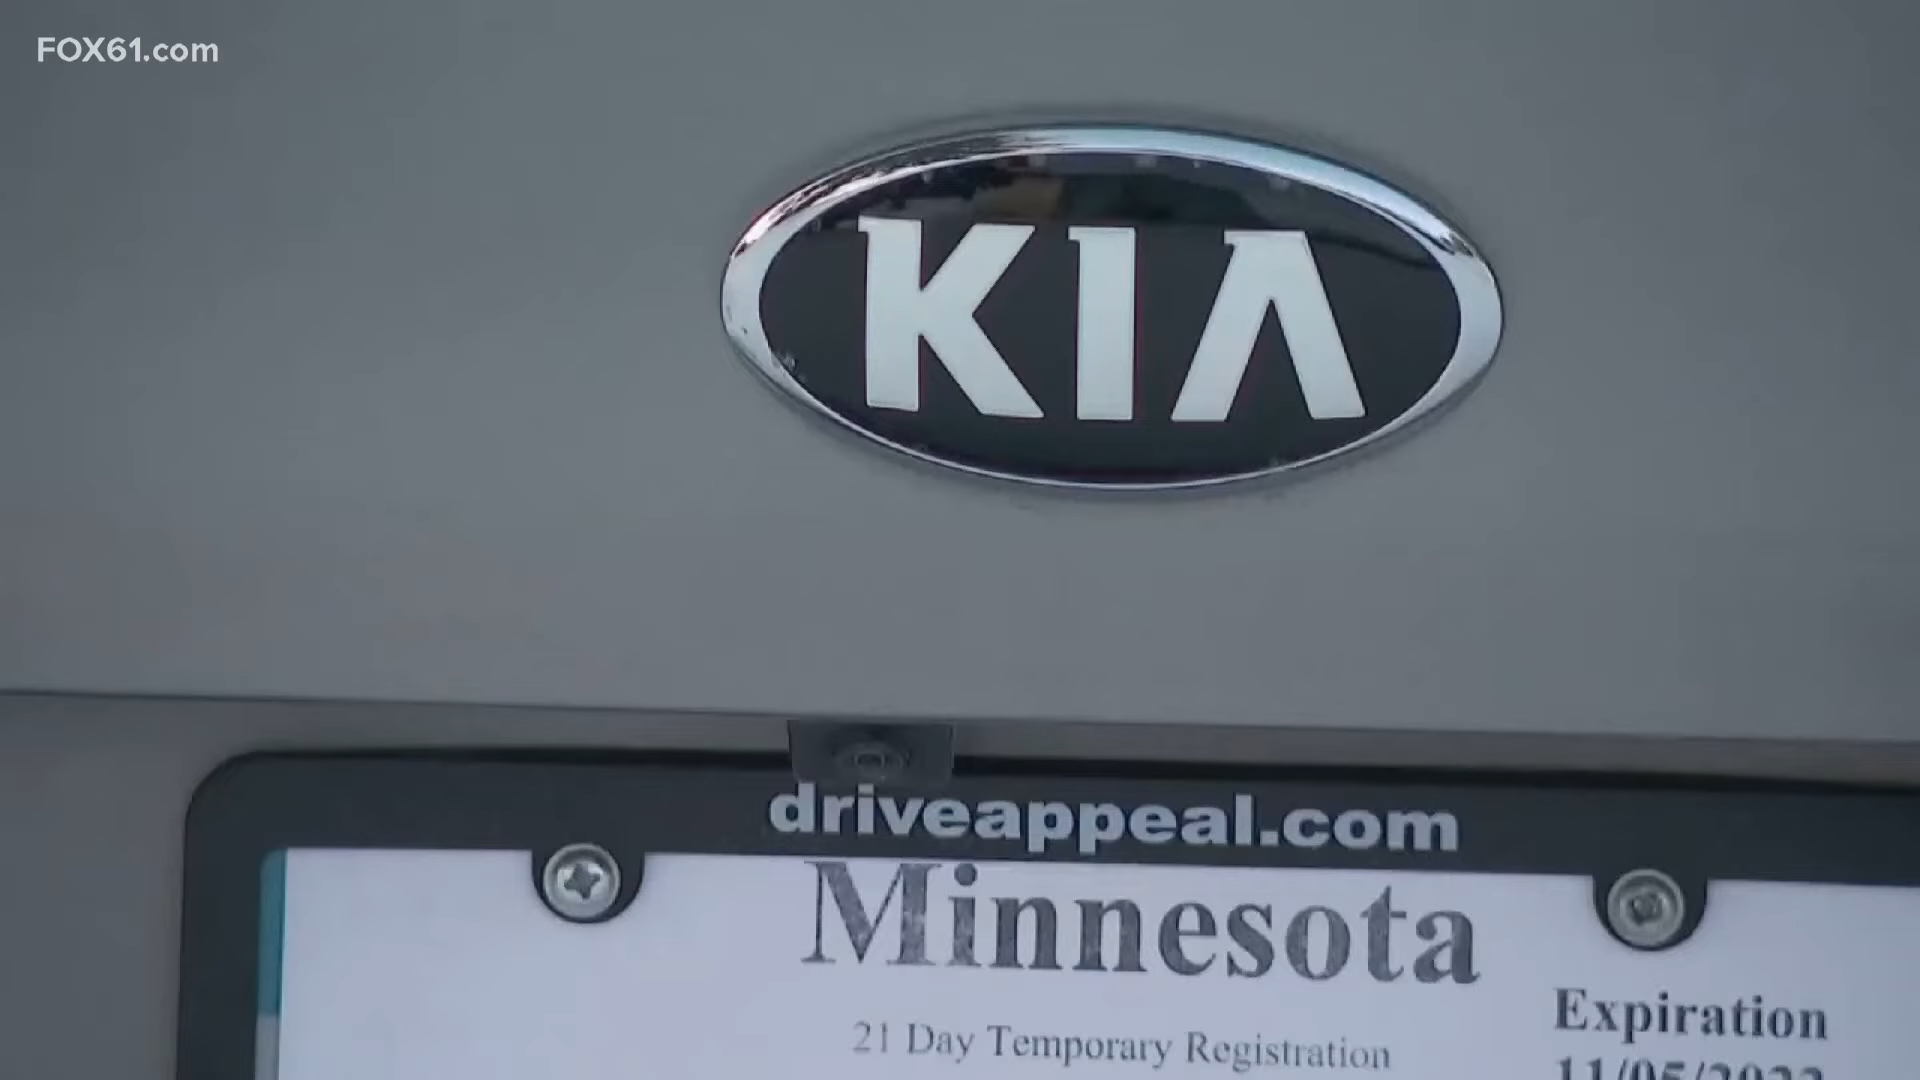 FOX61.com
KIA
driveappeal.com
Minnesota
21 Day Temporary Registration
Expiration